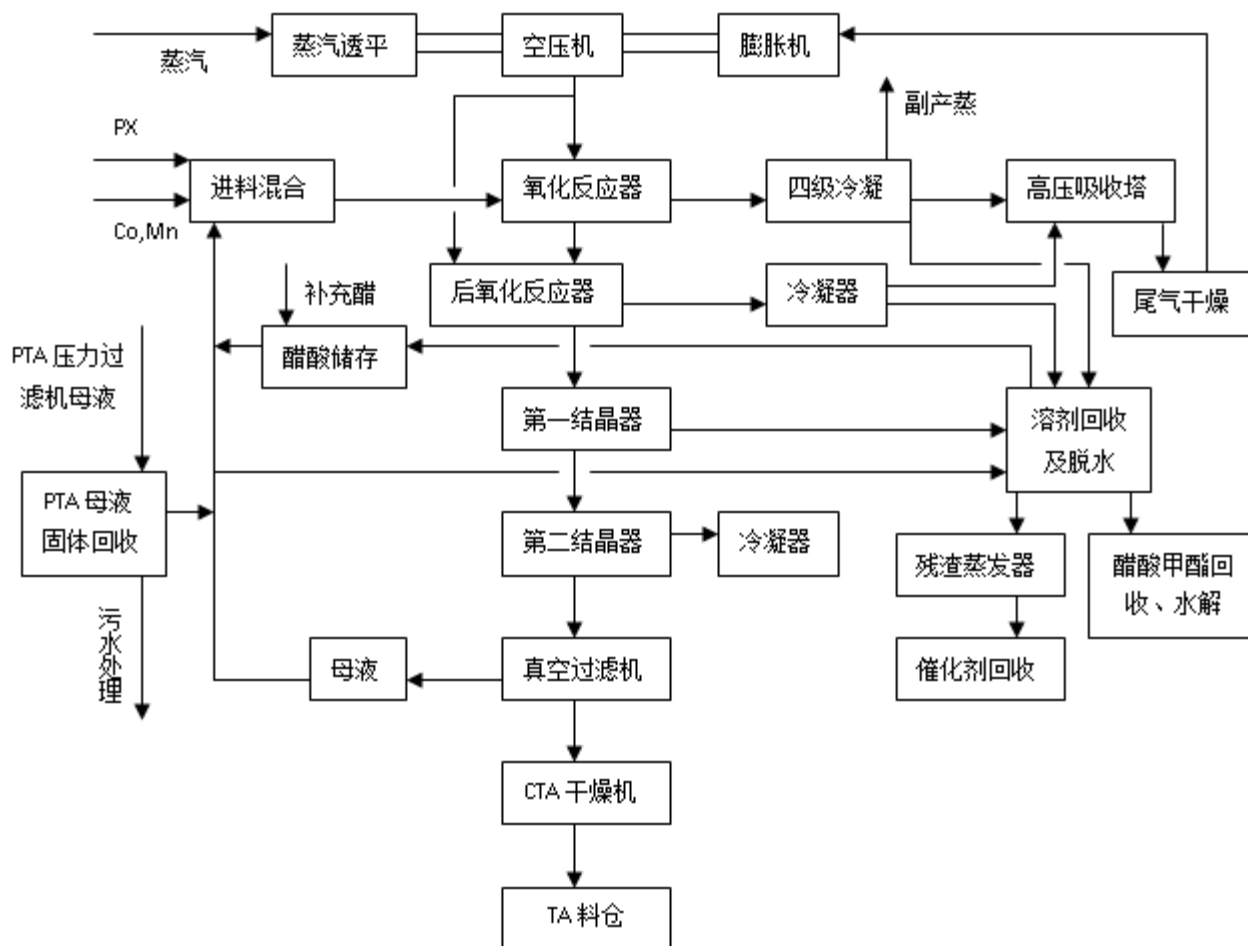 蒸汽透平
空压机
膨胀机
蒸汽
副产蒸
PX
进料混合
氧化反应器
四级冷凝
高压吸收塔
Co,Mn
补充醋
后氧化反应器
冷凝器
尾气干燥
醋酸储存
PTA 压力过
滤机母液
第一结晶器
溶剂回收
及脱水
PTA 母液
固体回收
第二结晶器
冷凝器
残渣蒸发器
醋酸甲酯回
收、水解
污水处理
母液
真空过滤机
催化剂回收
CTA 干燥机
TA 料仓